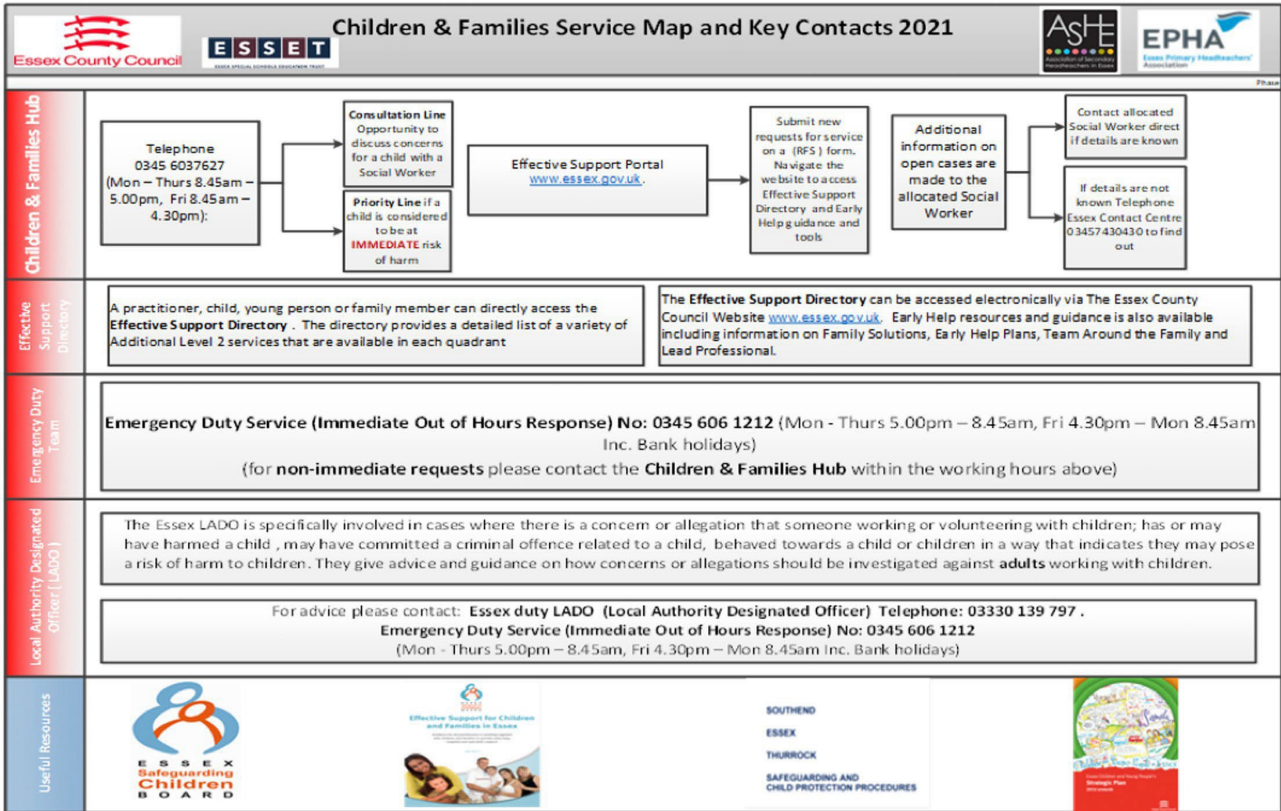 Children & Families Service Map and Key Contacts 2021
Essex County Council
ESSET
ESSEX SPECIAL SCHOOLS EDUCATION TRUST
ASHE
Association of Secondary
Headteachers in Essex
EPHA
Essex Primary Headteachers'
Association
Phase
Children & Families Hub
Telephone
0345 6037627
(Mon – Thurs 8.45am –
5.00pm, Fri 8.45am –
4.30pm):
Consultation Line
Opportunity to
discuss concerns
for a child with a
Social Worker
Priority Line if a
child is considered
to be at
IMMEDIATE risk
of harm
Effective Support Portal
www.essex.gov.uk.
Submit new
requests for service
on a (RFS ) form.
Navigate the
website to access
Effective Support
Directory and Early
Help guidance and
tools
Additional
information on
open cases are
made to the
allocated Social
Worker
Contact allocated
Social Worker direct
if details are known
If details are not
known Telephone
Essex Contact Centre
03457430430 to find
out
Effective
Support
Directory
A practitioner, child, young person or family member can directly access the
Effective Support Directory . The directory provides a detailed list of a variety of
Additional Level 2 services that are available in each quadrant
The Effective Support Directory can be accessed electronically via The Essex County
Council Website www.essex.gov.uk. Early Help resources and guidance is also available
including information on Family Solutions, Early Help Plans, Team Around the Family and
Lead Professional.
Emergency Duty
Team
Emergency Duty Service (Immediate Out of Hours Response) No: 0345 606 1212 (Mon - Thurs 5.00pm – 8.45am, Fri 4.30pm – Mon 8.45am
Inc. Bank holidays)
(for non-immediate requests please contact the Children & Families Hub within the working hours above)
Local Authority Designated
Officer ( LADO )
The Essex LADO is specifically involved in cases where there is a concern or allegation that someone working or volunteering with children; has or may
have harmed a child , may have committed a criminal offence related to a child, behaved towards a child or children in a way that indicates they may pose
a risk of harm to children. They give advice and guidance on how concerns or allegations should be investigated against adults working with children.
For advice please contact: Essex duty LADO (Local Authority Designated Officer) Telephone: 03330 139 797 .
Emergency Duty Service (Immediate Out of Hours Response) No: 0345 606 1212
(Mon - Thurs 5.00pm – 8.45am, Fri 4.30pm – Mon 8.45am Inc. Bank holidays)
Useful Resources
ESSEX
Safeguarding
Children
BOARD
Effective Support for Children
and Families in Essex
SOUTHEND
ESSEX
THURROCK
SAFEGUARDING AND
CHILD PROTECTION PROCEDURES
Essex Children and Young People's
Strategic Plan